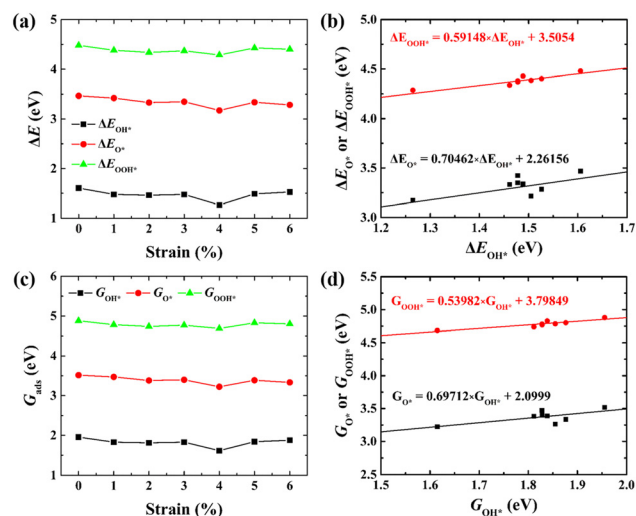 (a)
5
4
3
2
1
ΔE (eV)
ΔE_OH*
ΔE_O*
ΔE_OOH*
0 1 2 3 4 5 6
Strain (%)
(b)
5.0
4.5
4.0
3.5
3.0
ΔE_O* or ΔE_OOH*
ΔE_OOH* = 0.59148×ΔE_OH* + 3.5054
ΔE_O* = 0.70462×ΔE_OH* + 2.26156
1.2 1.3 1.4 1.5 1.6 1.7
ΔE_OH* (eV)
(c)
6
5
4
3
2
1
G_ads (eV)
G_OH* G_O* G_OOH*
0 1 2 3 4 5 6
Strain (%)
(d)
5.5
5.0
4.5
4.0
3.5
3.0
2.5
G_O* or G_OOH* (eV)
G_OOH* = 0.53982×G_OH* + 3.79849
G_O* = 0.69712×G_OH* + 2.0999
1.5 1.6 1.7 1.8 1.9 2.0
G_OH* (eV)